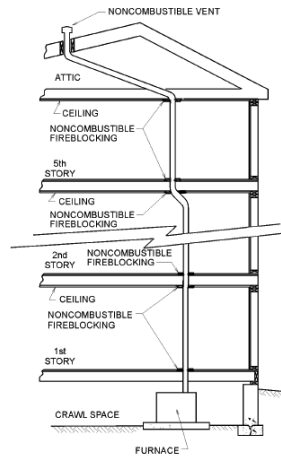 NONCOMBUSTIBLE VENT
ATTIC
CEILING
NONCOMBUSTIBLE
FIREBLOCKING
5th
STORY
CEILING
NONCOMBUSTIBLE
FIREBLOCKING
2nd
STORY
NONCOMBUSTIBLE
FIREBLOCKING
CEILING
NONCOMBUSTIBLE
FIREBLOCKING
1st
STORY
CRAWL SPACE
FURNACE